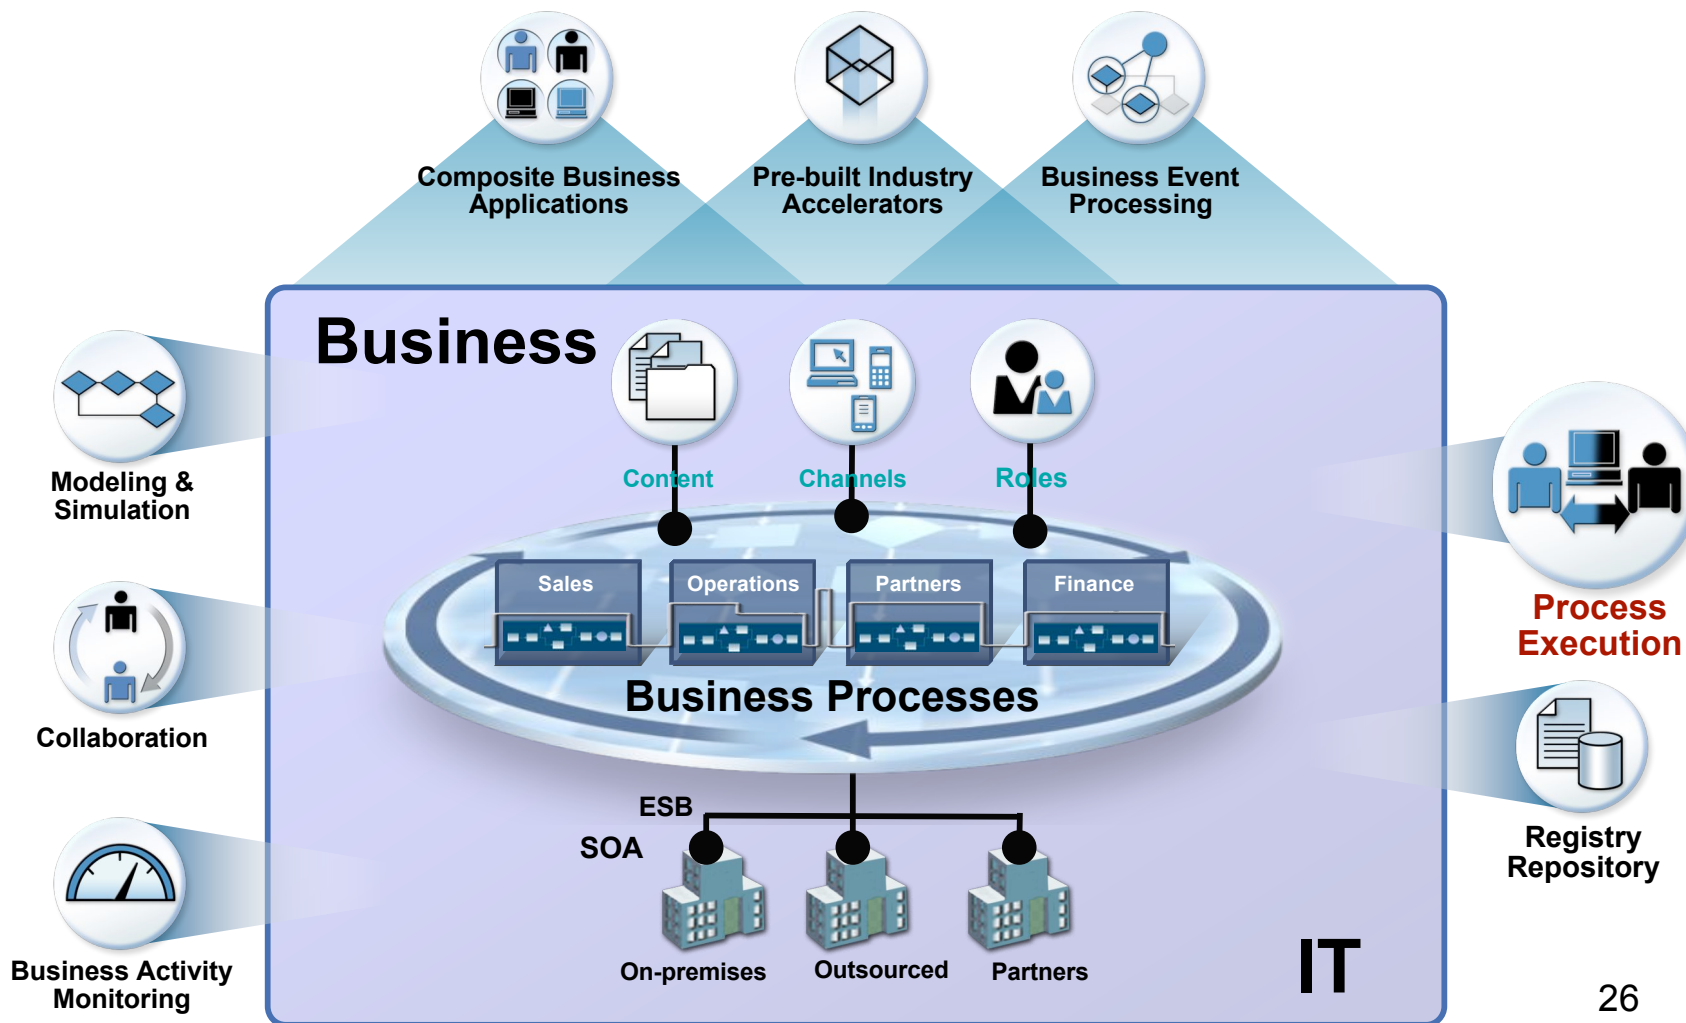 Composite Business
Applications
Pre-built Industry
Accelerators
Business Event
Processing
Business
Modeling &
Simulation
Content
Channels
Roles
Sales
Operations
Partners
Finance
Business Processes
Process
Execution
Collaboration
ESB
SOA
Registry
Repository
On-premises
Outsourced
Partners
IT
Business Activity
Monitoring
26